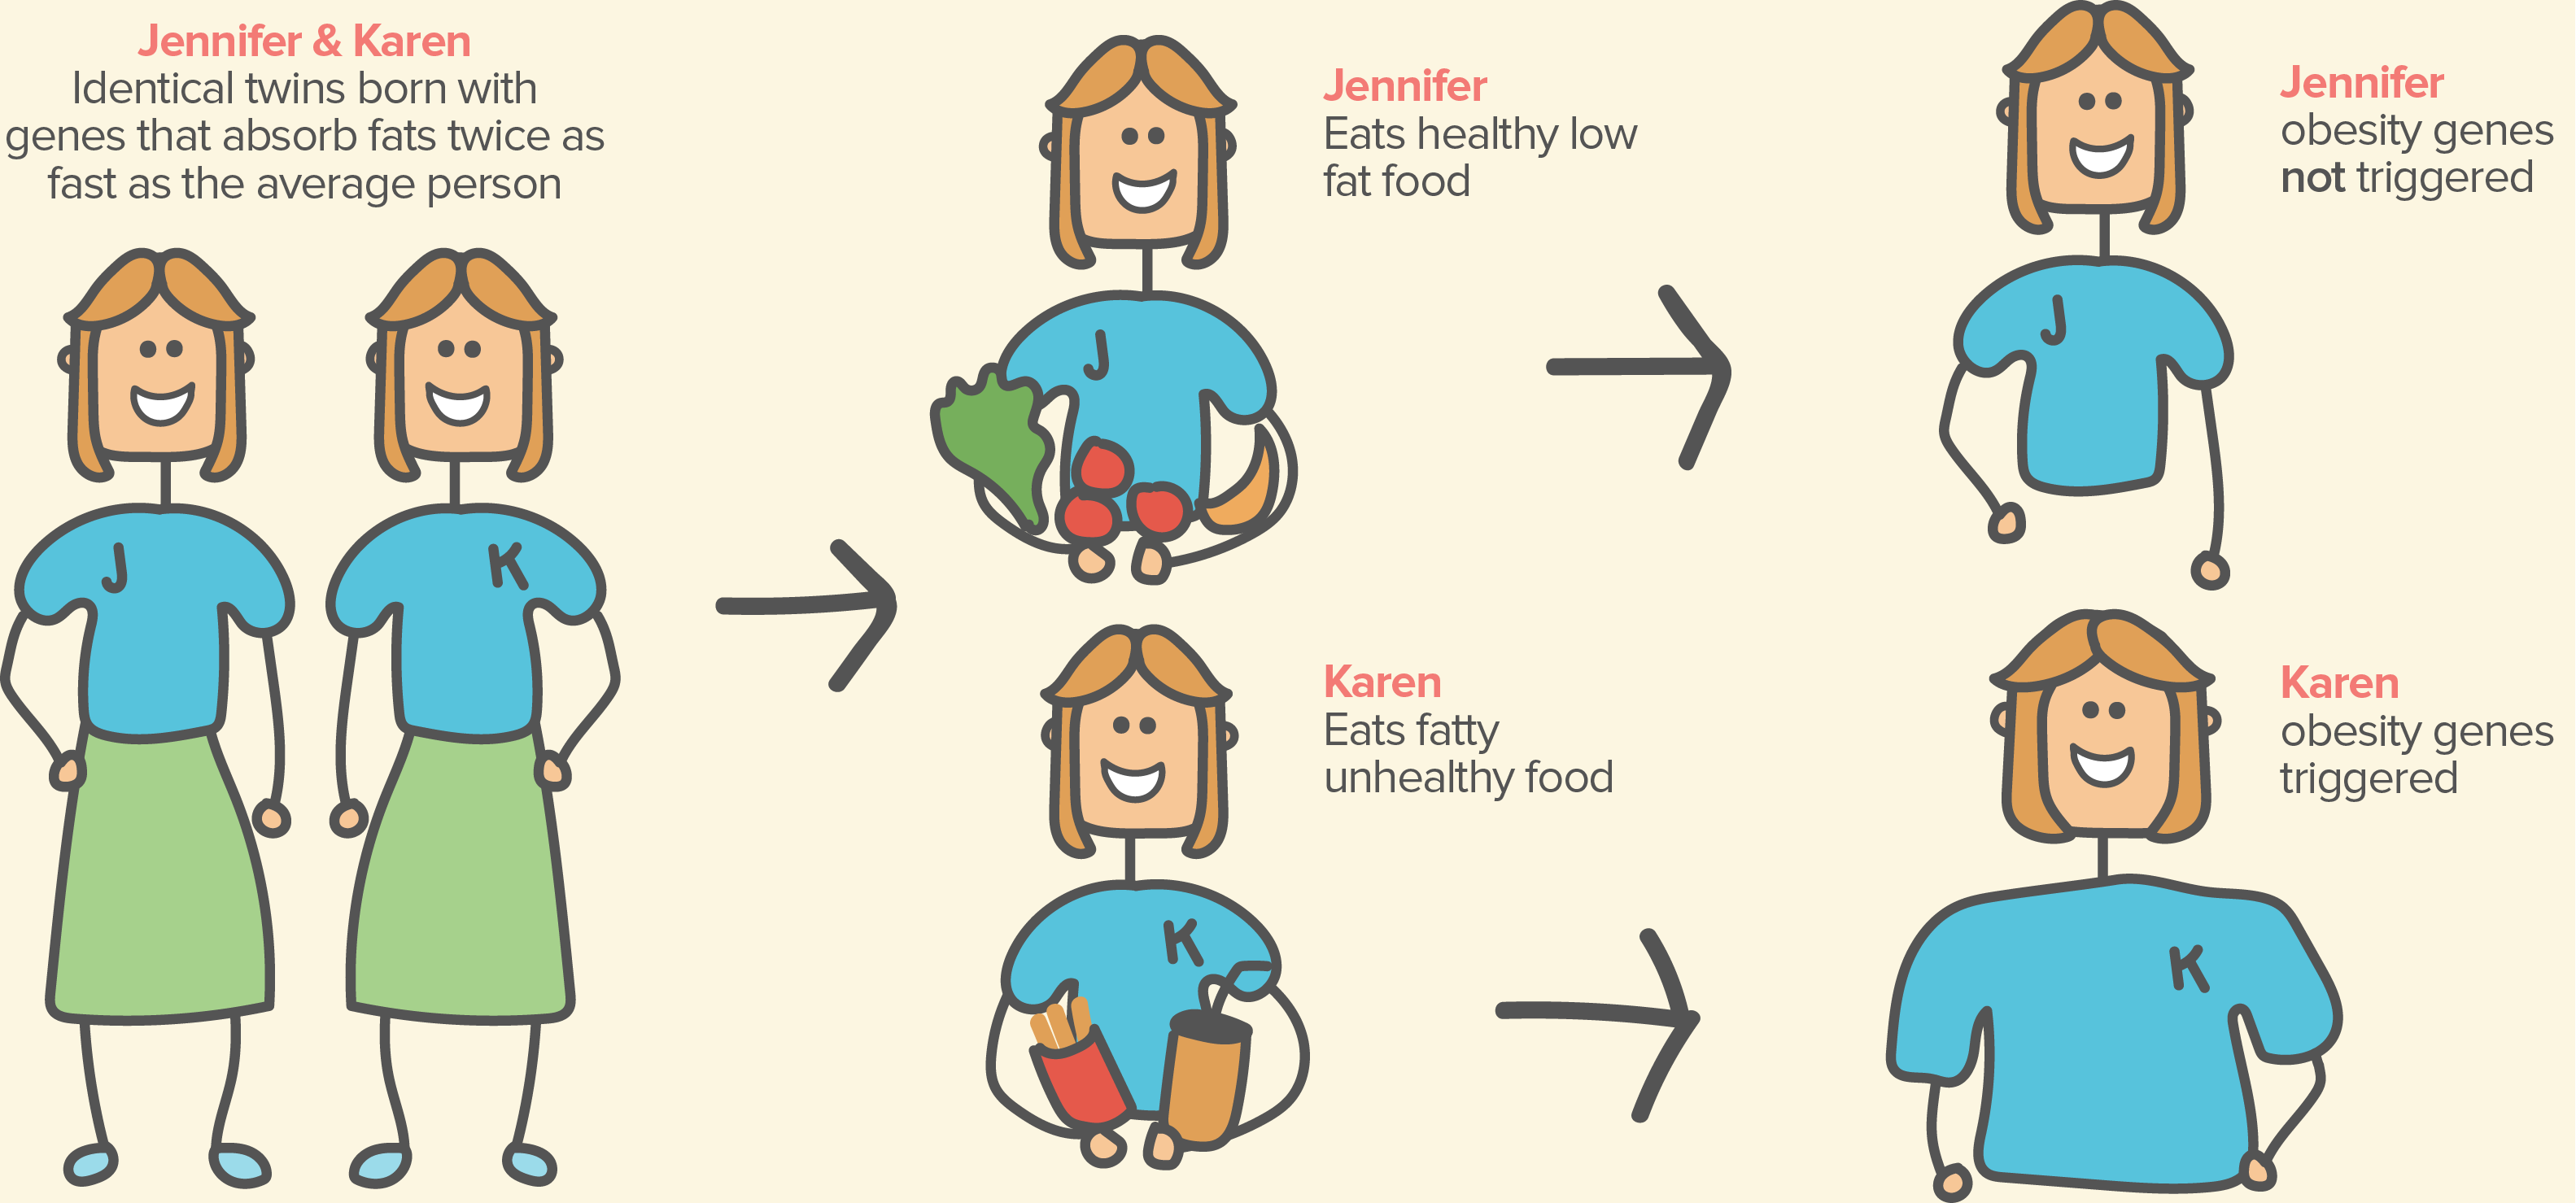 Jennifer & Karen
Identical twins born with
genes that absorb fats twice as
fast as the average person
J
K
Jennifer
Eats healthy low
fat food
J
Karen
Eats fatty
unhealthy food
K
Jennifer
obesity genes
not triggered
J
Karen
obesity genes
triggered
K